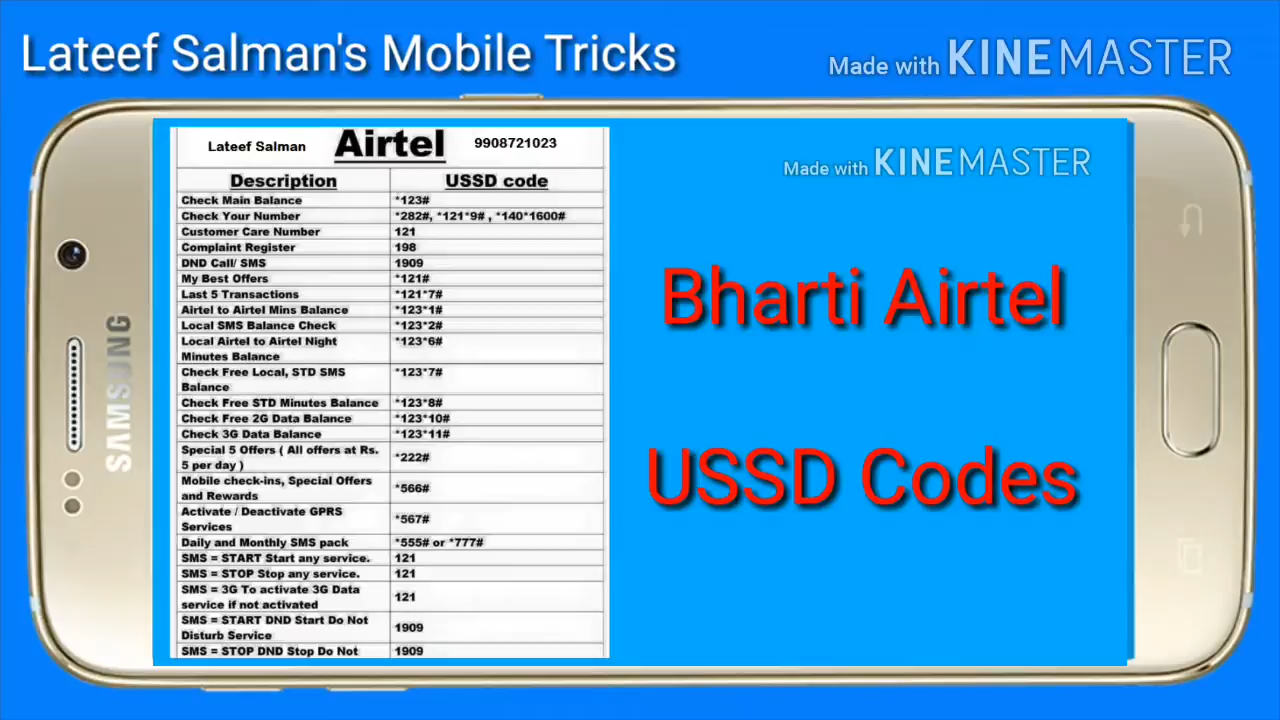 Lateef Salman's Mobile Tricks
Made with KINEMASTER
Lateef Salman Airtel 9908721023
Description USSD code
Check Main Balance *123#
Check Your Number *282#, *121*9# , *140*1600#
Customer Care Number 121
Complaint Register 198
DND Call/ SMS 1909
My Best Offers *121#
Last 5 Transactions *121*7#
Airtel to Airtel Mins Balance *123*1#
Local SMS Balance Check *123*2#
Local Airtel to Airtel Night *123*6#
Minutes Balance
Check Free Local, STD SMS *123*7#
Balance
Check Free STD Minutes Balance *123*8#
Check Free 2G Data Balance *123*10#
Check 3G Data Balance *123*11#
Special 5 Offers ( All offers at Rs. *222#
5 per day )
Mobile check-ins, Special Offers *566#
and Rewards
Activate / Deactivate GPRS *567#
Services
Daily and Monthly SMS pack *555# or *777#
SMS = START Start any service. 121
SMS = STOP Stop any service. 121
SMS = 3G To activate 3G Data 121
service if not activated
SMS = START DND Start Do Not 1909
Disturb Service
SMS = STOP DND Stop Do Not 1909
Made with KINEMASTER
Bharti Airtel
USSD Codes
SAMSUNG